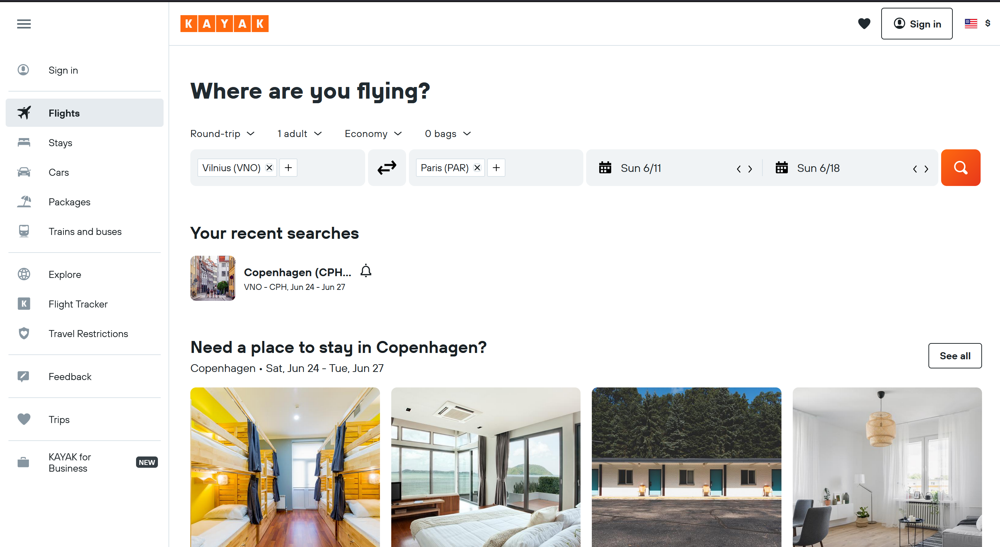 KAYAK
Sign in
$
Sign in
Flights
Stays
Cars
Packages
Trains and buses
Explore
K
Flight Tracker
Travel Restrictions
Feedback
Trips
KAYAK for
Business
NEW
Where are you flying?
Round-trip
1 adult
Economy
0 bags
Vilnius (VNO)
Paris (PAR)
Sun 6/11
Sun 6/18
Your recent searches
Copenhagen (CPH...
VNO - CPH, Jun 24 - Jun 27
Need a place to stay in Copenhagen?
Copenhagen • Sat, Jun 24 - Tue, Jun 27
See all